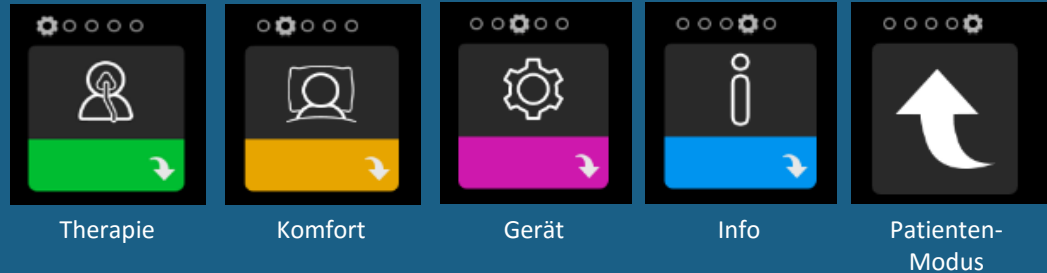 Therapie
Komfort
Gerät
Info
Patienten-
Modus